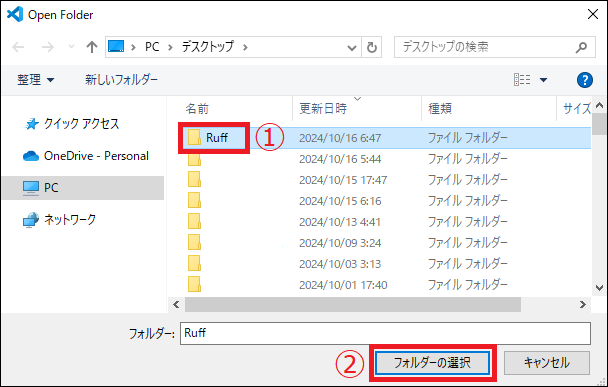 Open Folder
PC > デスクトップ >
デスクトップの検索
整理
新しいフォルダー
名前 更新日時 種類 サイズ
クイック アクセス
OneDrive - Personal
PC
ネットワーク
Ruff ① 2024/10/16 6:47 ファイル フォルダー
2024/10/16 5:44 ファイル フォルダー
2024/10/15 17:47 ファイル フォルダー
2024/10/15 6:16 ファイル フォルダー
2024/10/13 4:41 ファイル フォルダー
2024/10/09 3:24 ファイル フォルダー
2024/10/03 3:13 ファイル フォルダー
2024/10/01 17:40 ファイル フォルダー
フォルダー: Ruff
② フォルダーの選択 キャンセル